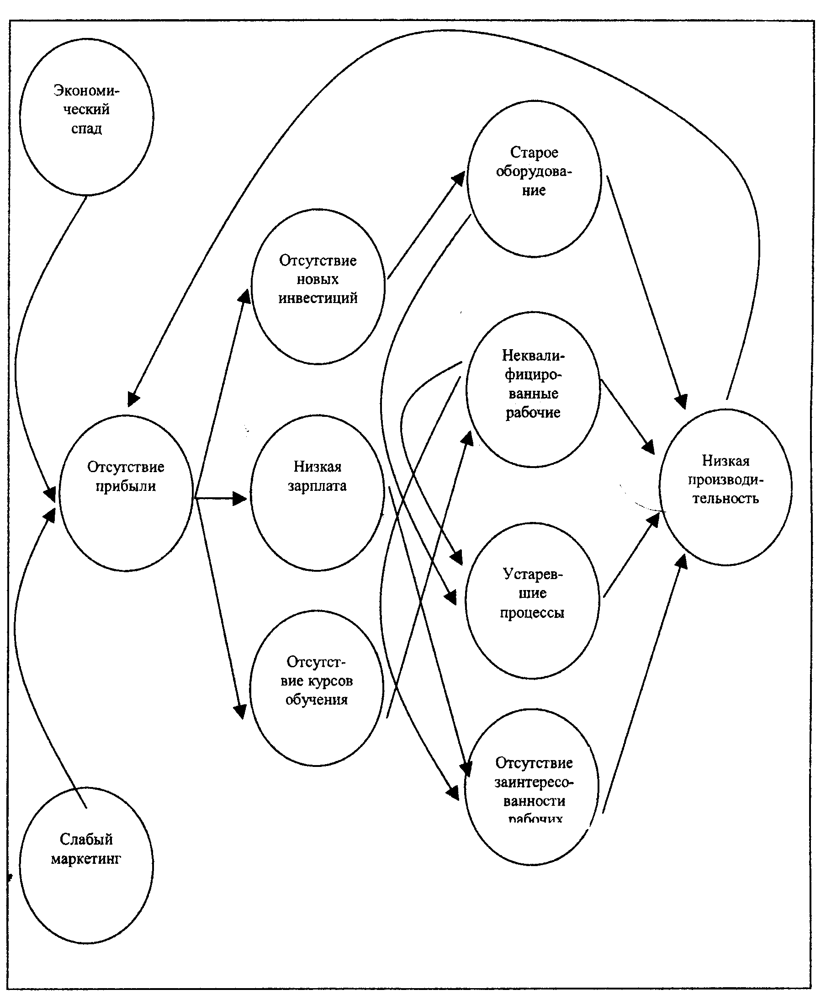 Экономи-
ческий
спад
Старое
оборудова-
ние
Отсутствие
новых
инвестиций
Неквали-
фициро-
ванные
рабочие
Отсутствие
прибыли
Низкая
зарплата
Низкая
производи-
тельность
Устарев-
шие
процессы
Отсутст-
вие курсов
обучения
Отсутствие
заинтересо-
ванности
рабочих
Слабый
маркетинг